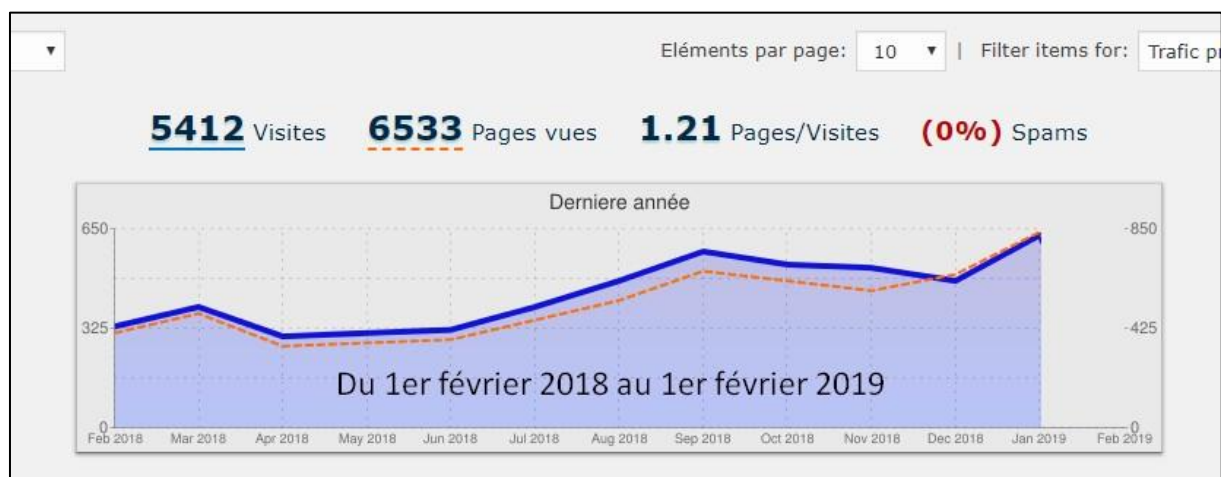 Eléments par page: 10 | Filter items for: Trafic pr
5412 Visites 6533 Pages vues 1.21 Pages/Visites (0%) Spams
Derniere année
650 850
325 425
Du 1er février 2018 au 1er février 2019
0 0
Feb 2018 Mar 2018 Apr 2018 May 2018 Jun 2018 Jul 2018 Aug 2018 Sep 2018 Oct 2018 Nov 2018 Dec 2018 Jan 2019 Feb 2019